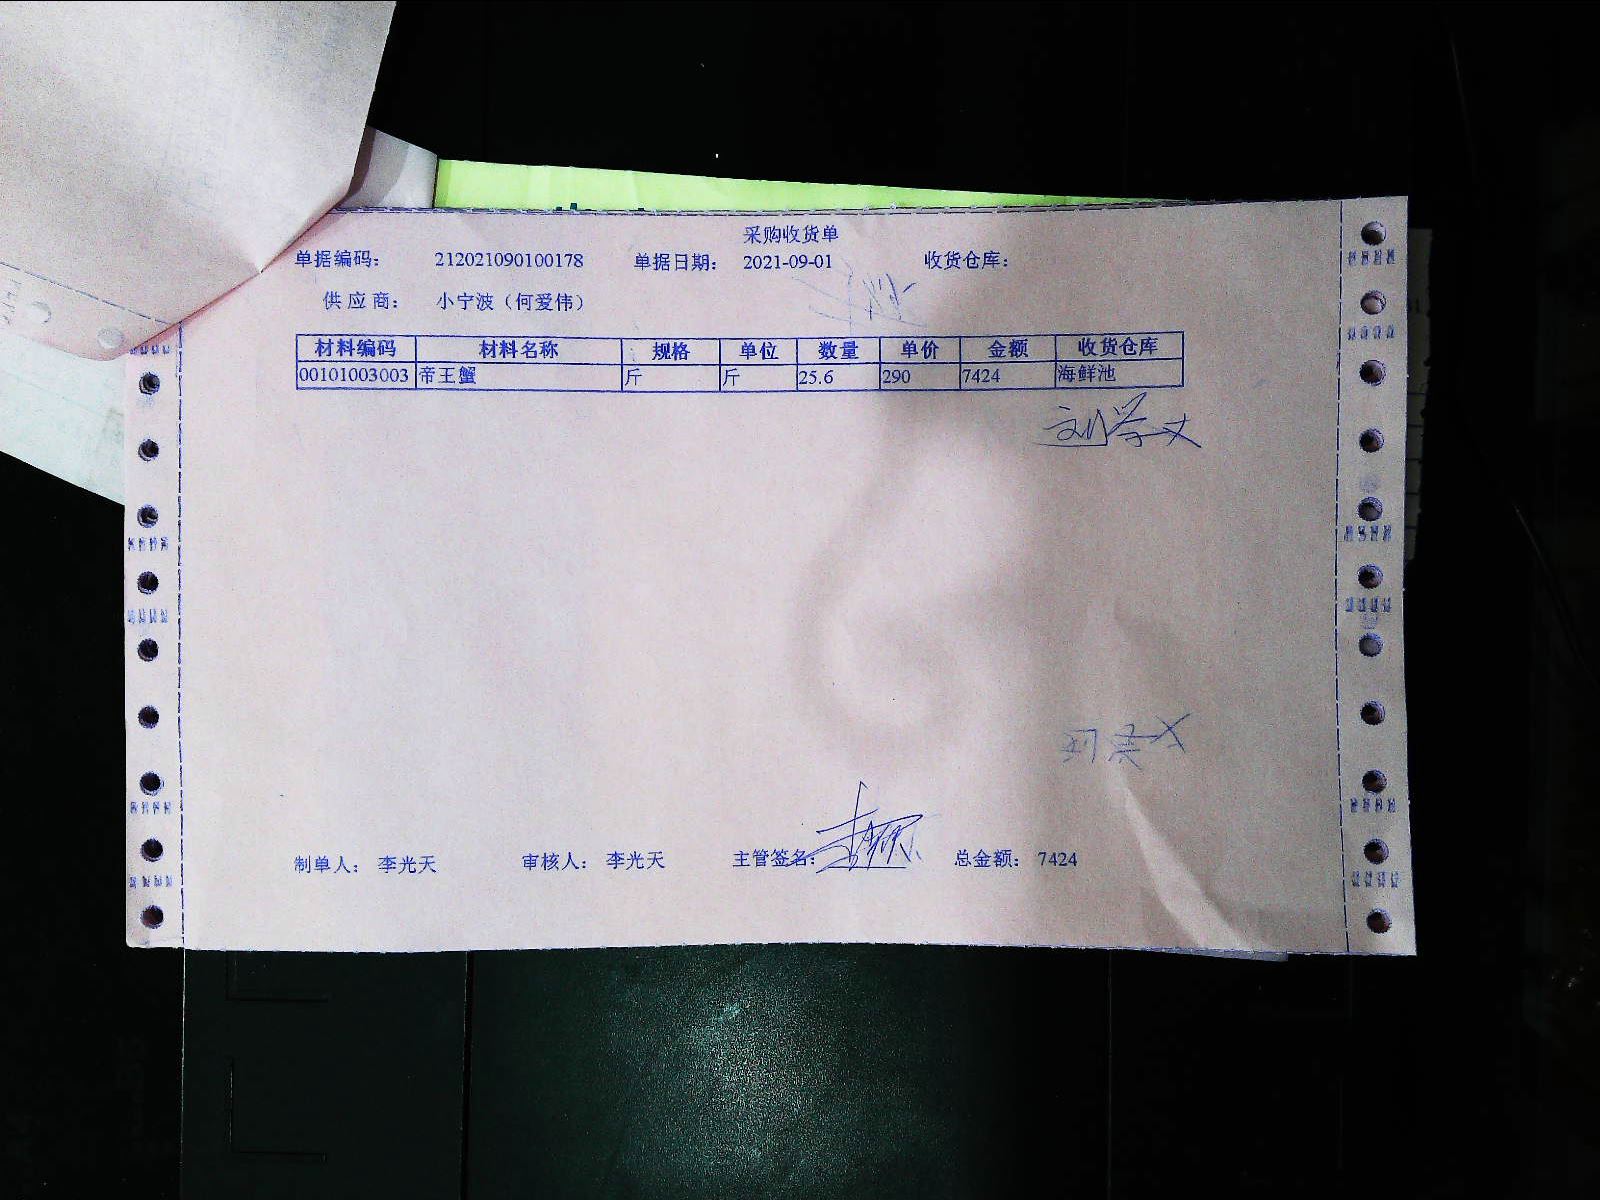 采购收货单
单据编码： 212021090100178 单据日期： 2021-09-01 收货仓库：
供 应 商： 小宁波（何爱伟）
材料编码 材料名称 规格 单位 数量 单价 金额 收货仓库
00101003003 帝王蟹 斤 斤 25.6 290 7424 海鲜池
制单人： 李光天 审核人： 李光天 主管签名： 总金额： 7424